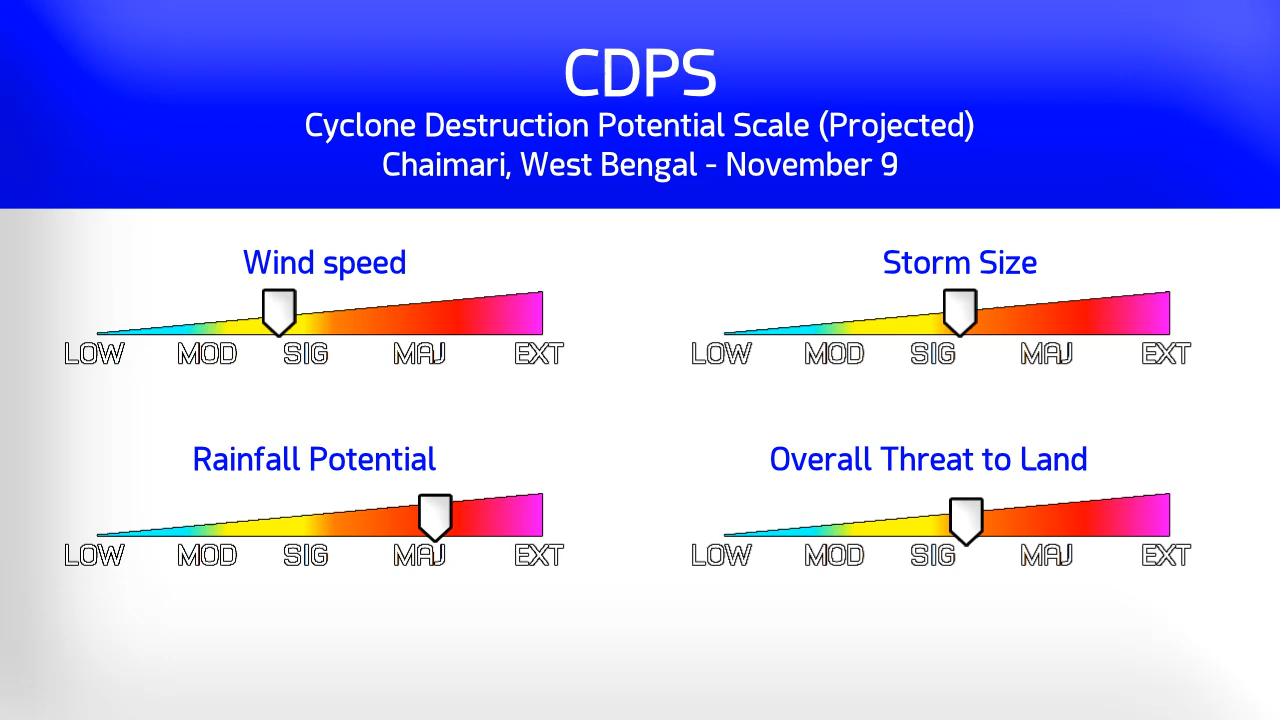 CDPS
Cyclone Destruction Potential Scale (Projected)
Chaimari, West Bengal - November 9
Wind speed
LOW MOD SIG MAJ EXT
Storm Size
LOW MOD SIG MAJ EXT
Rainfall Potential
LOW MOD SIG MAJ EXT
Overall Threat to Land
LOW MOD SIG MAJ EXT